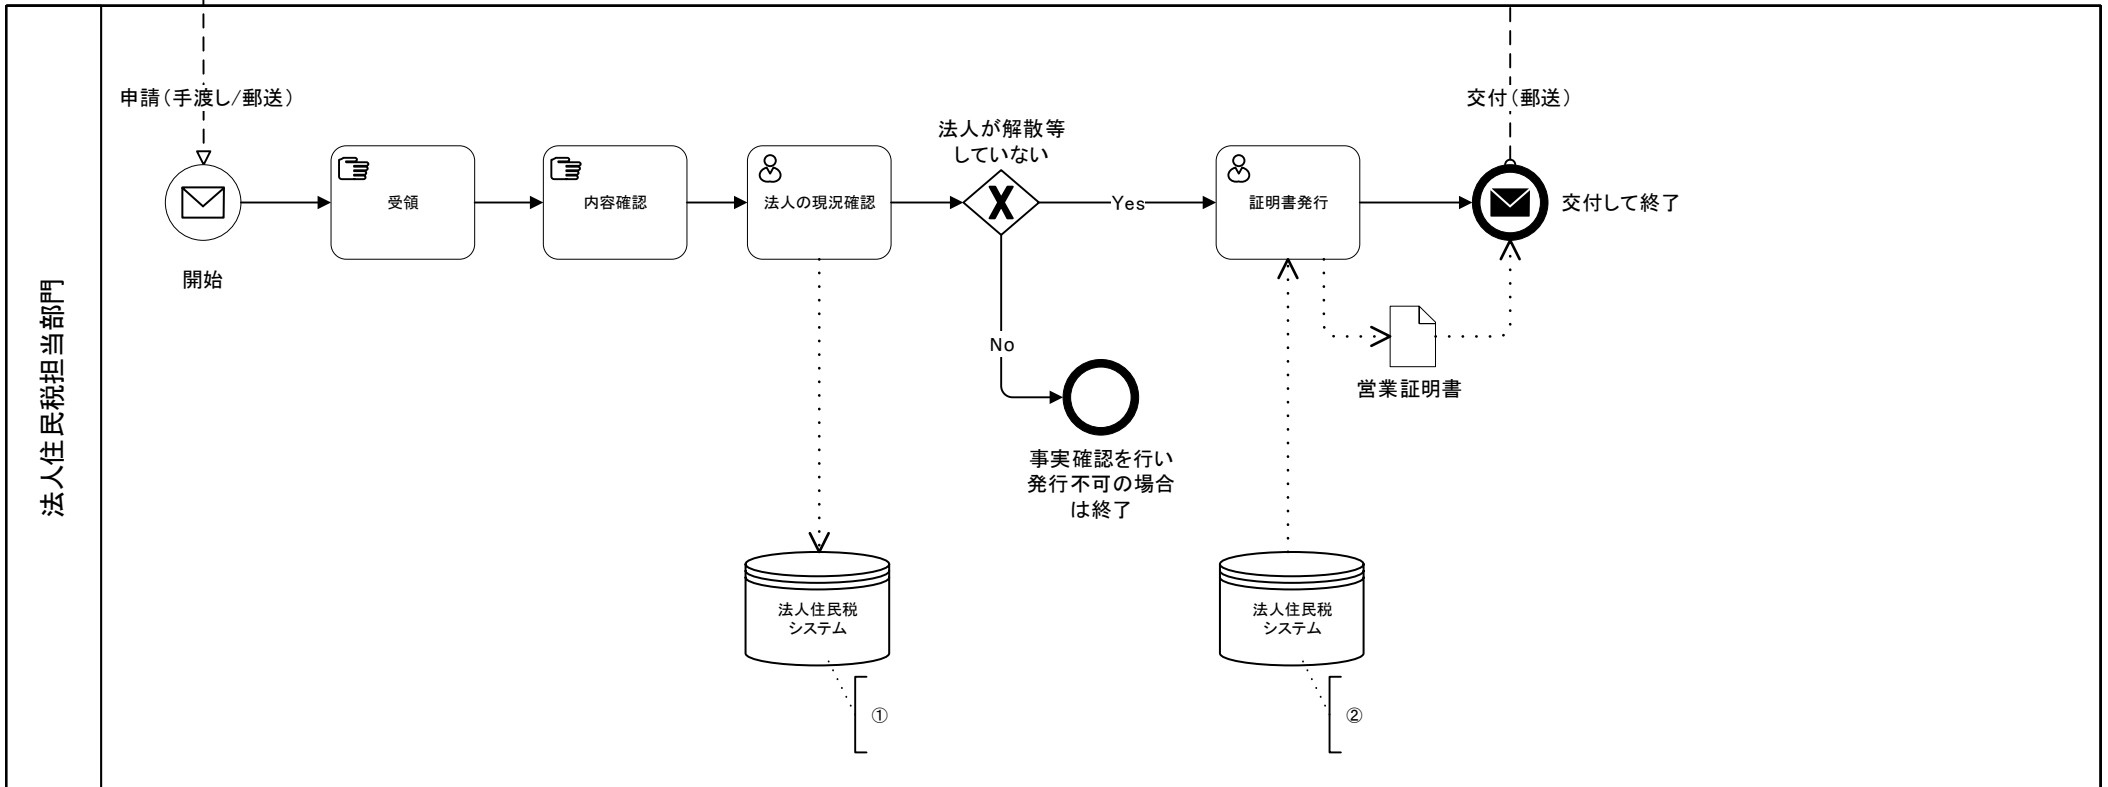 法人住民税担当部門
申請（手渡し/郵送）
開始
受領
内容確認
法人の現況確認
法人が解散等
していない
Yes
No
事実確認を行い
発行不可の場合
は終了
証明書発行
交付（郵送）
交付して終了
営業証明書
法人住民税
システム
①
法人住民税
システム
②